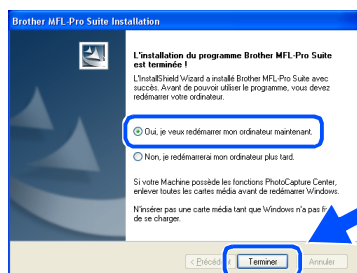 Brother MFL-Pro Suite Installation
L'installation du programme Brother MFL-Pro Suite
est terminée !
L'InstallShield Wizard a installé Brother MFL-Pro Suite avec
succès. Avant de pouvoir utiliser le programme, vous devez
redémarrer votre ordinateur.
Oui, je veux redémarrer mon ordinateur maintenant.
Non, je redémarrerai mon ordinateur plus tard.
Si votre Machine possède les fonctions PhotoCapture Center,
enlever toutes les cartes média avant de redémarrer Windows.
N'insérer pas une carte média tant que Windows n'a pas
de se charger.
< Précédent Terminer Annuler